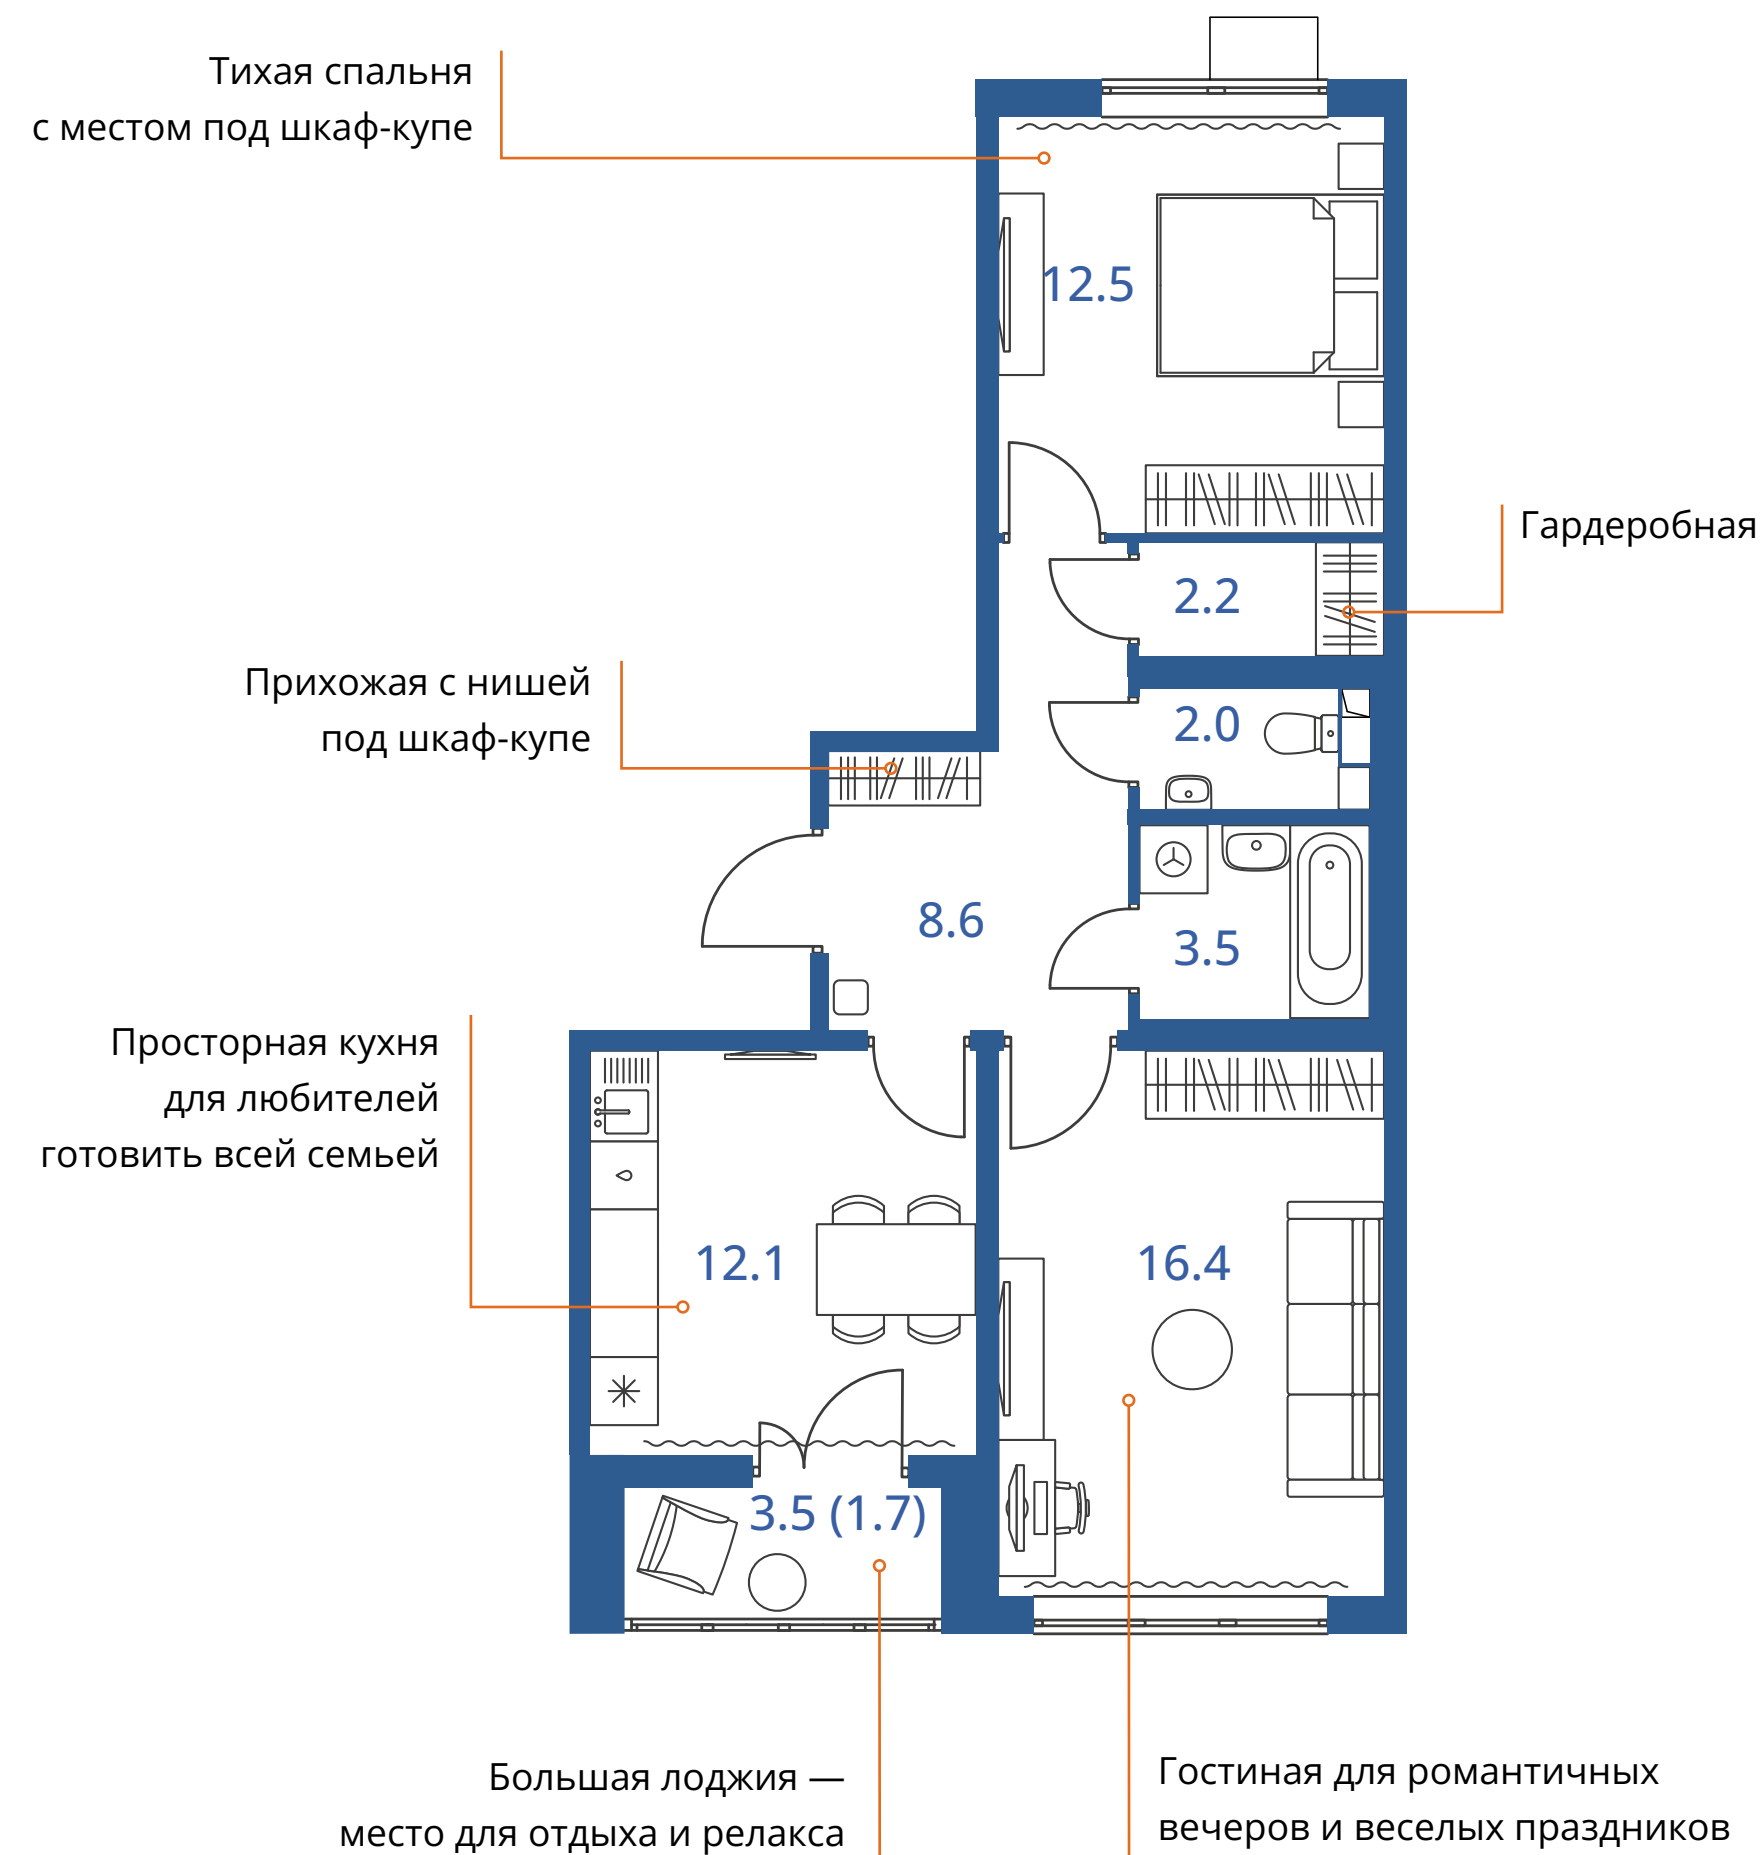 Тихая спальня
с местом под шкаф-купе
12.5
Гардеробная
2.2
Прихожая с нишей
под шкаф-купе
2.0
8.6
3.5
Просторная кухня
для любителей
готовить всей семьей
12.1
16.4
3.5 (1.7)
Большая лоджия —
место для отдыха и релакса
Гостиная для романтичных
вечеров и веселых праздников